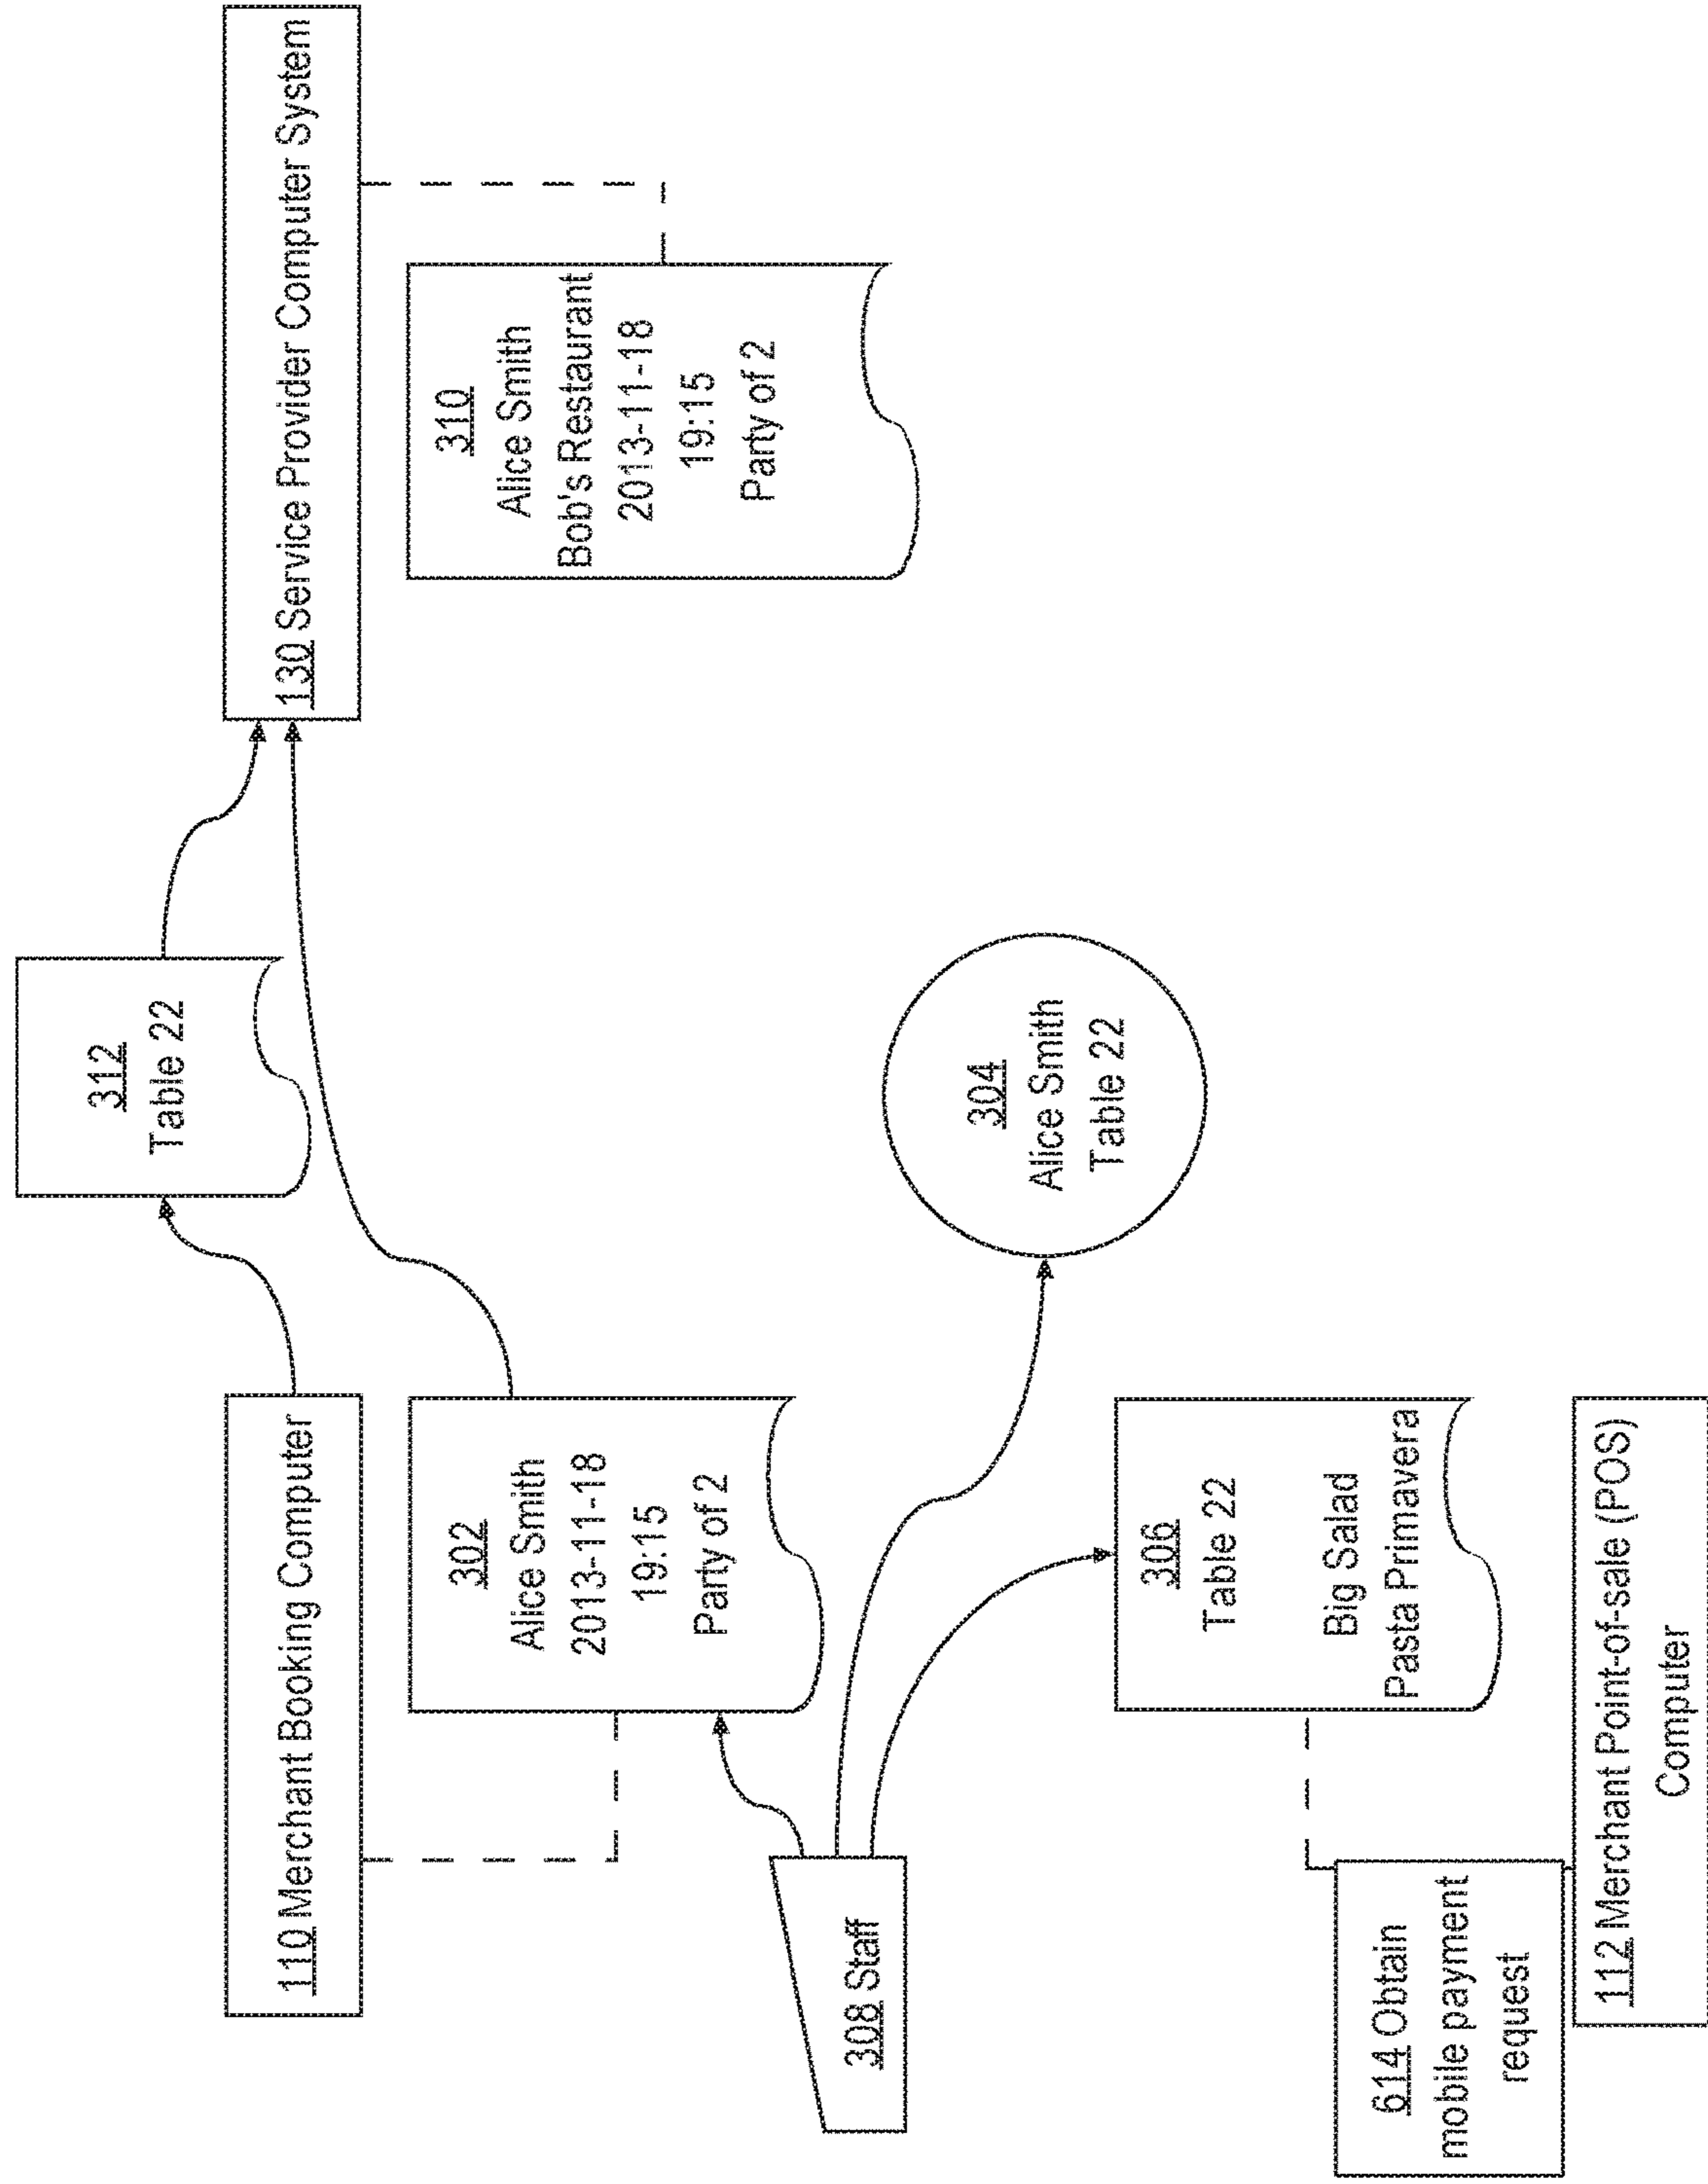 110 Merchant Booking Computer
312
Table 22
130 Service Provider Computer System
302
Alice Smith
2013-11-18
19:15
Party of 2
310
Alice Smith
Bob's Restaurant
2013-11-18
19:15
Party of 2
308 Staff
304
Alice Smith
Table 22
306
Table 22
Big Salad
Pasta Primavera
614 Obtain
mobile payment
request
112 Merchant Point-of-sale (POS)
Computer